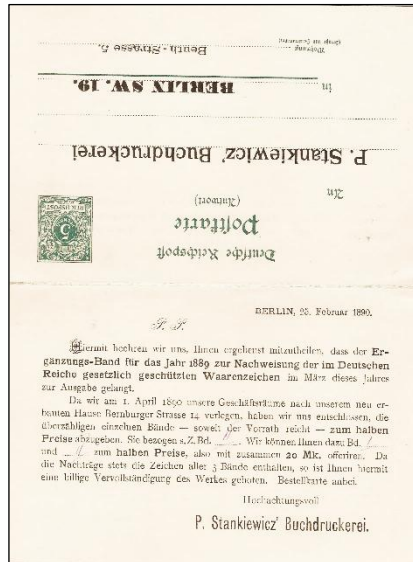 Deutsche Reichspost
Postkarte
(Antwort)
An
P. Stankiewicz' Buchdruckerei
in BERLIN SW. 19.
Wohnung
Beuth-Strasse 5.
BERLIN, 23. Februar 1890.
P. P.
Hiermit beehren wir uns, Ihnen ergebenst mitzutheilen, dass der Er-
gänzungs-Band für das Jahr 1889 zur Nachweisung der im Deutschen
Reiche gesetzlich geschützten Waarenzeichen im März dieses Jahres
zur Ausgabe gelangt.
Da wir am 1. April 1890 unsere Geschäftsräume nach unserem neu er-
bauten Hause Bernburger Strasse 14 verlegen, haben wir uns entschlossen, die
überzähligen einzelnen Bände — soweit der Vorrath reicht — zum halben
Preise abzugeben. Sie bezogen s. Z. Bd. Wir können Ihnen dazu Bd.
und zum halben Preise, also mit zusammen 20 Mk. offeriren. Da
die Nachträge stets die Zeichen aller 3 Bände enthalten, so ist Ihnen hiermit
eine billige Vervollständigung des Werkes geboten. Bestellkarte anbei.
Hochachtungsvoll
P. Stankiewicz' Buchdruckerei.